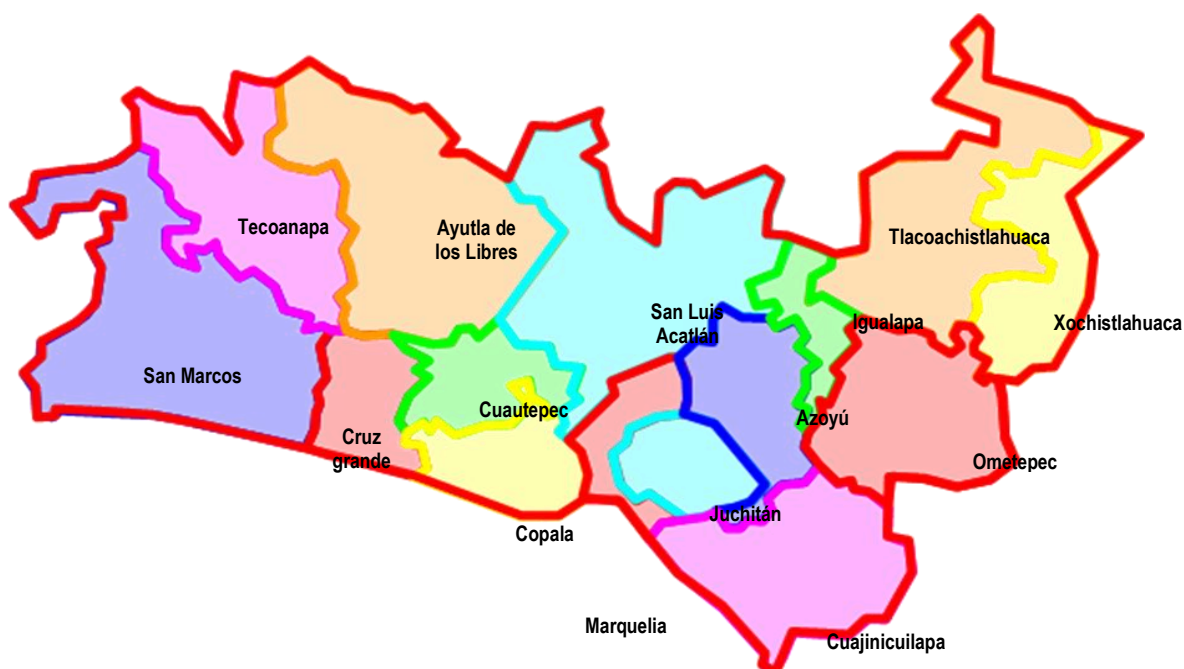 Tecoanapa
Ayutla de
los Libres
Tlacoachistlahuaca
San Luis
Acatlán
Igualapa
Xochistlahuaca
San Marcos
Cuautepec
Azoyú
Cruz
grande
Ometepec
Juchitán
Copala
Marquelia
Cuajinicuilapa